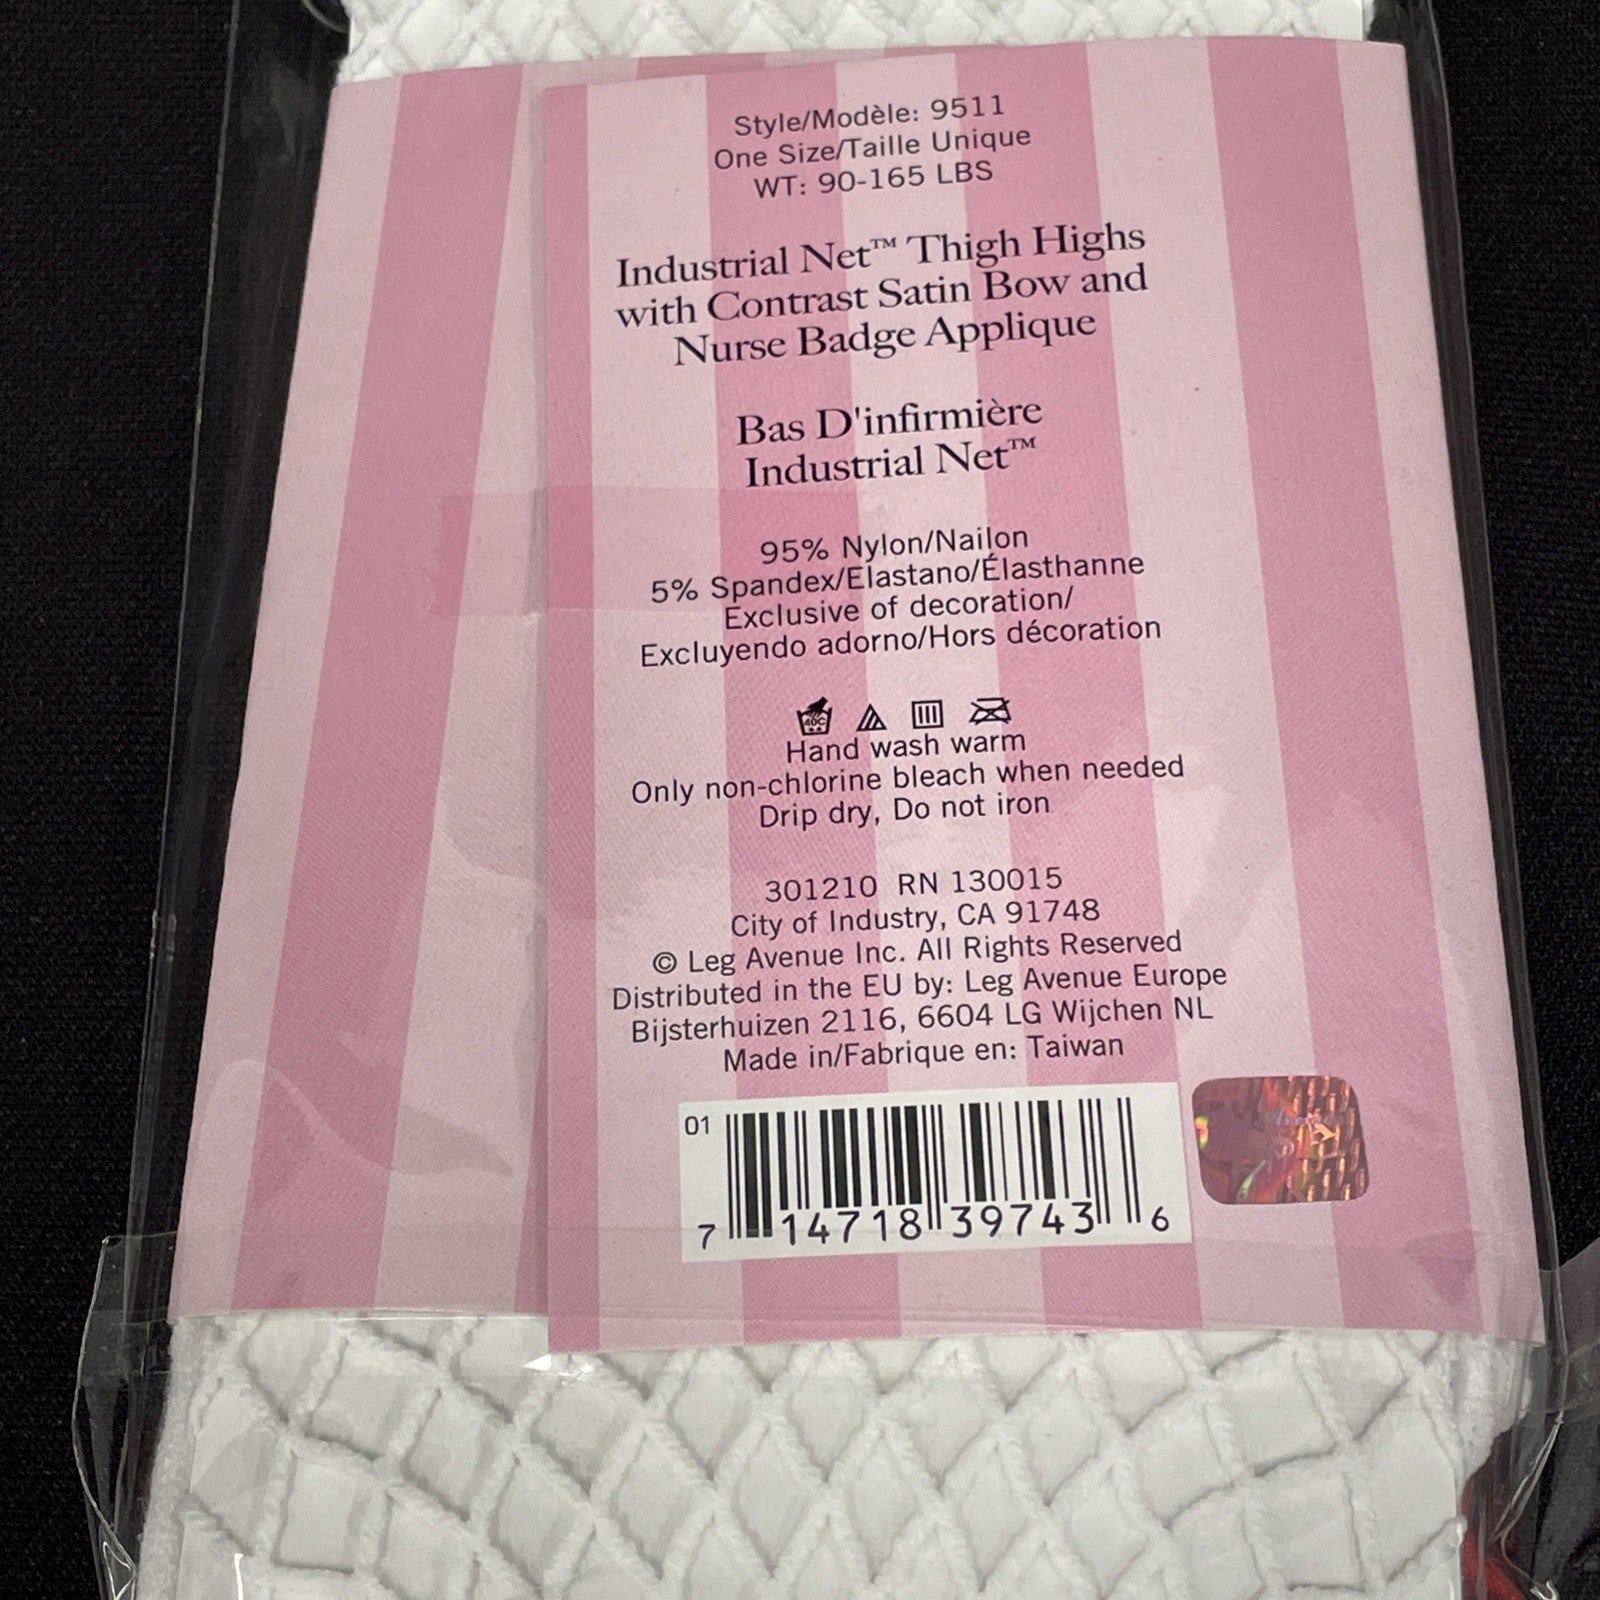 Style/Modèle: 9511
One Size/Taille Unique
WT: 90-165 LBS
Industrial Net™ Thigh Highs
with Contrast Satin Bow and
Nurse Badge Applique
Bas D'infirmière
Industrial Net™
95% Nylon/Nailon
5% Spandex/Elastano/Élasthanne
Exclusive of decoration/
Excluyendo adorno/Hors décoration
40C
Hand wash warm
Only non-chlorine bleach when needed
Drip dry, Do not iron
301210 RN 130015
City of Industry, CA 91748
© Leg Avenue Inc. All Rights Reserved
Distributed in the EU by: Leg Avenue Europe
Bijsterhuizen 2116, 6604 LG Wijchen NL
Made in/Fabrique en: Taiwan
01
7 14718 39743 6